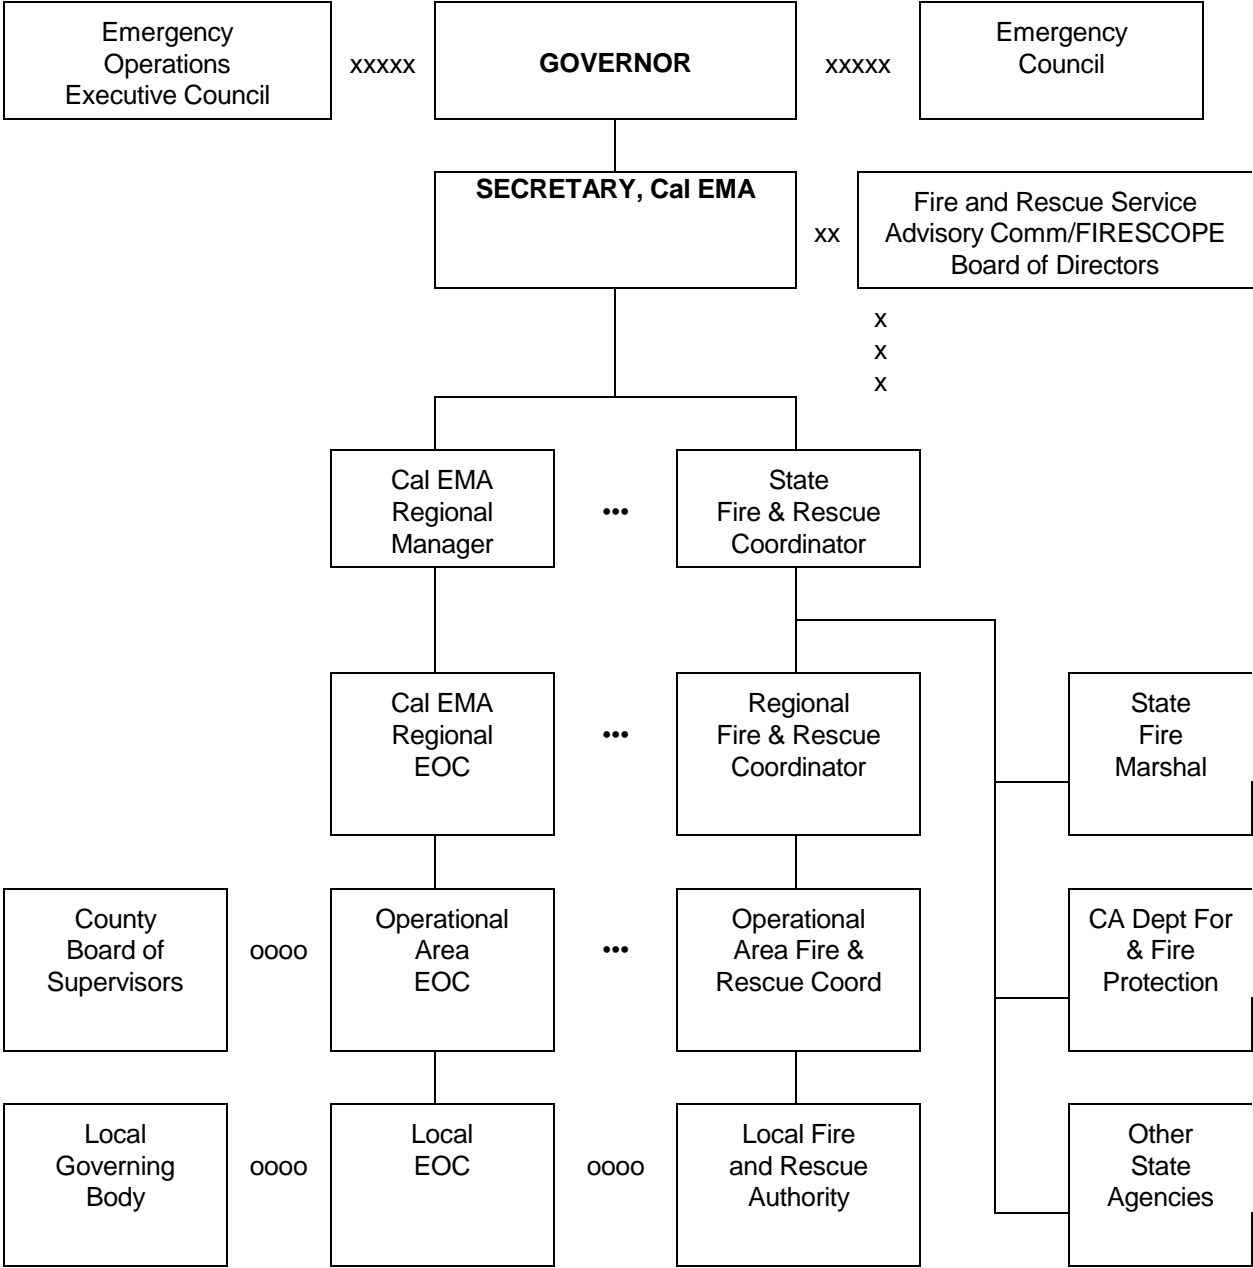 Emergency
Operations
Executive Council
xxxxx
GOVERNOR
xxxxx
Emergency
Council
SECRETARY, Cal EMA
xx
Fire and Rescue Service
Advisory Comm/FIRESCOPE
Board of Directors
x
x
x
Cal EMA
Regional
Manager
•••
State
Fire & Rescue
Coordinator
Cal EMA
Regional
EOC
•••
Regional
Fire & Rescue
Coordinator
State
Fire
Marshal
County
Board of
Supervisors
oooo
Operational
Area
EOC
•••
Operational
Area Fire &
Rescue Coord
CA Dept For
& Fire
Protection
Local
Governing
Body
oooo
Local
EOC
oooo
Local Fire
and Rescue
Authority
Other
State
Agencies